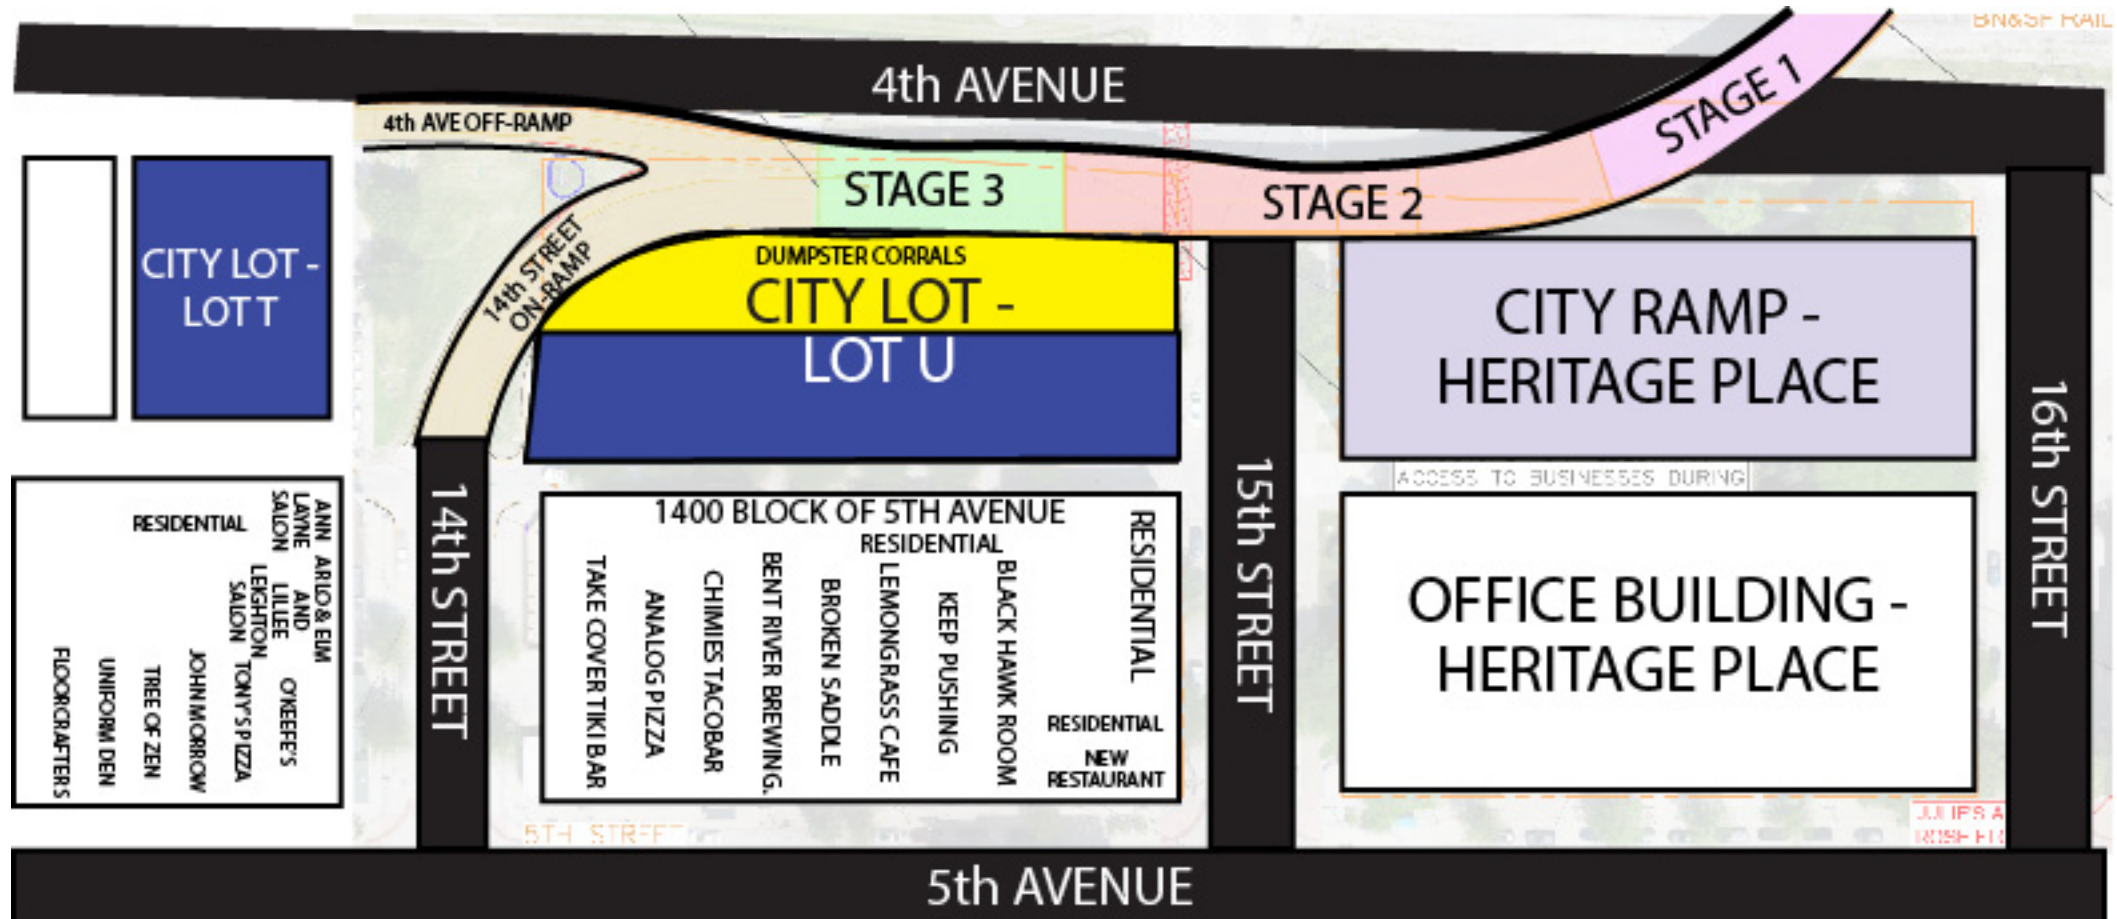 BN&SF RAIL
4th AVENUE
STAGE 1
4th AVE OFF-RAMP
STAGE 3
STAGE 2
14th STREET
ON-RAMP
CITY LOT -
LOT T
DUMPSTER CORRALS
CITY LOT -
LOT U
CITY RAMP -
HERITAGE PLACE
16th STREET
ACCESS TO BUSINESSES DURING
RESIDENTIAL
ANN
LAYNE
SALON
ARLO & ELM
AND
LILLEE
LEIGHTON
SALON
O'KEEFE'S
TONY'S PIZZA
JOHN MORROW
TREE OF ZEN
UNIFORM DEN
FLOORCRAFTERS
14th STREET
1400 BLOCK OF 5TH AVENUE
RESIDENTIAL
RESIDENTIAL
TAKE COVER TIKI BAR
ANALOG PIZZA
CHIMIES TACOBAR
BENT RIVER BREWING.
BROKEN SADDLE
LEMONGRASS CAFE
KEEP PUSHING
BLACK HAWK ROOM
RESIDENTIAL
NEW
RESTAURANT
15th STREET
OFFICE BUILDING -
HERITAGE PLACE
5TH STREET
JULIE'S A
5th AVENUE